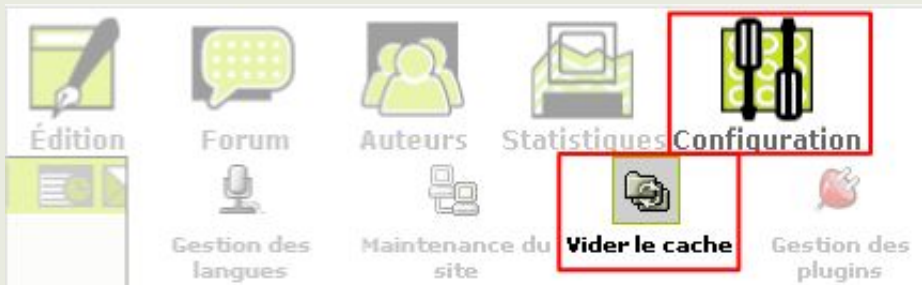 Édition Forum Auteurs Statistiques Configuration
Gestion des Maintenance du Vider le cache Gestion des
langues site plugins